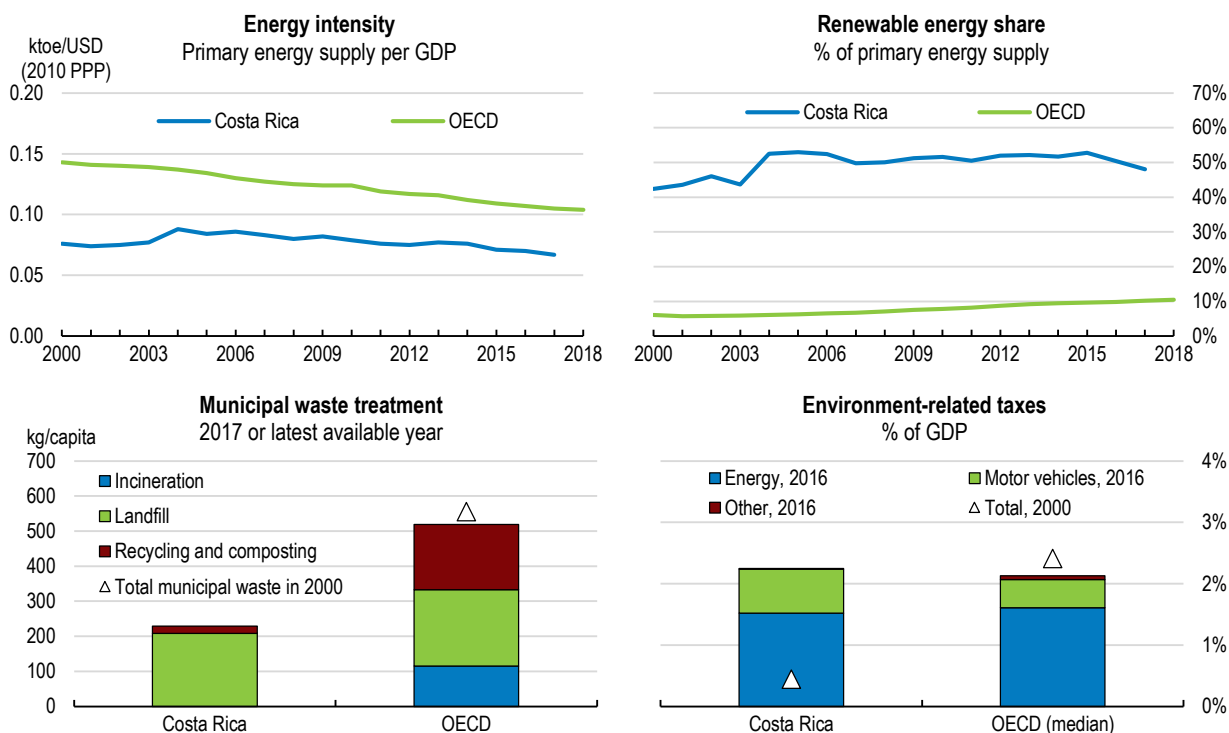 Energy intensity
Primary energy supply per GDP
ktoe/USD
(2010 PPP)
0.20
Costa Rica
OECD
0.15
0.10
0.05
0.00
2000
2003
2006
2009
2012
2015
2018
Renewable energy share
% of primary energy supply
70%
Costa Rica
OECD
60%
50%
40%
30%
20%
10%
0%
2000
2003
2006
2009
2012
2015
2018
Municipal waste treatment
2017 or latest available year
kg/capita
700
600
500
400
300
200
100
0
Incineration
Landfill
Recycling and composting
Total municipal waste in 2000
Costa Rica
OECD
Environment-related taxes
% of GDP
Energy, 2016
Motor vehicles, 2016
Other, 2016
Total, 2000
4%
3%
2%
1%
0%
Costa Rica
OECD (median)